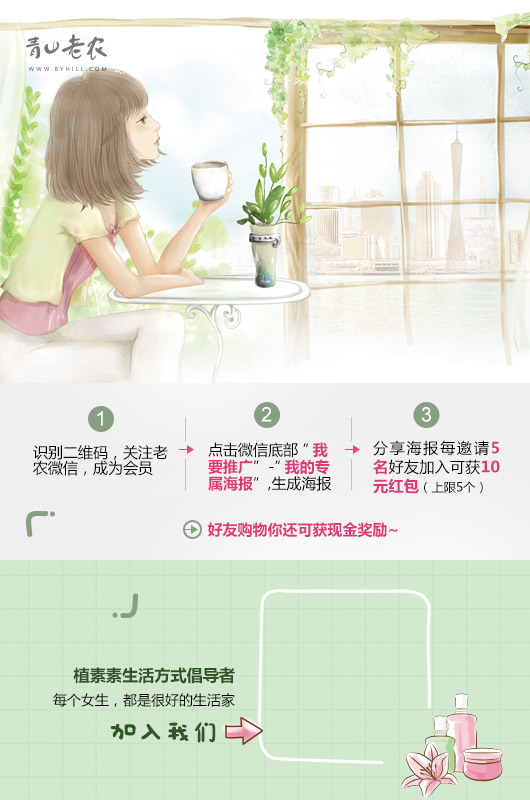 青山老农
WWW.BYHILL.COM
1
识别二维码，关注老
农微信，成为会员
2
点击微信底部“我
要推广”-“我的专
属海报”,生成海报
3
分享海报每邀请5
名好友加入可获10
元红包（上限5个）
好友购物你还可获现金奖励~
植素素生活方式倡导者
每个女生，都是很好的生活家
加入我们